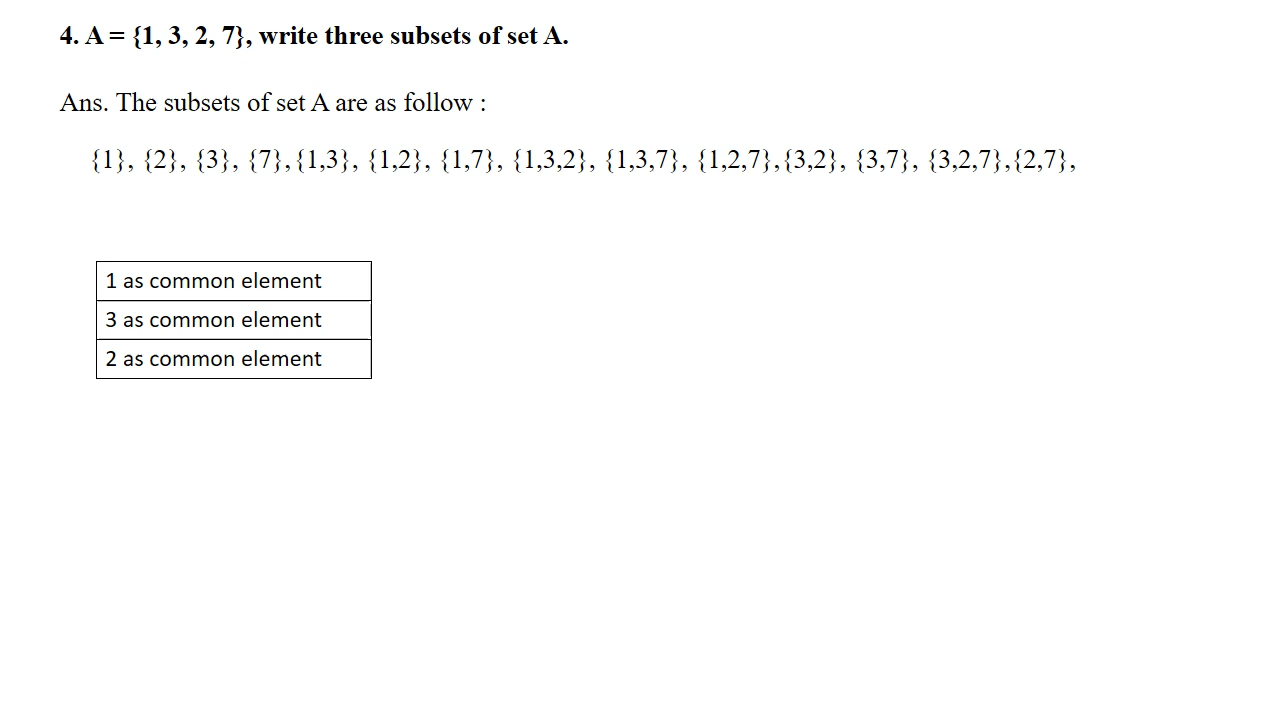 4. A = {1, 3, 2, 7}, write three subsets of set A.
Ans. The subsets of set A are as follow :
{1}, {2}, {3}, {7},{1,3}, {1,2}, {1,7}, {1,3,2}, {1,3,7}, {1,2,7},{3,2}, {3,7}, {3,2,7},{2,7},
1 as common element
3 as common element
2 as common element